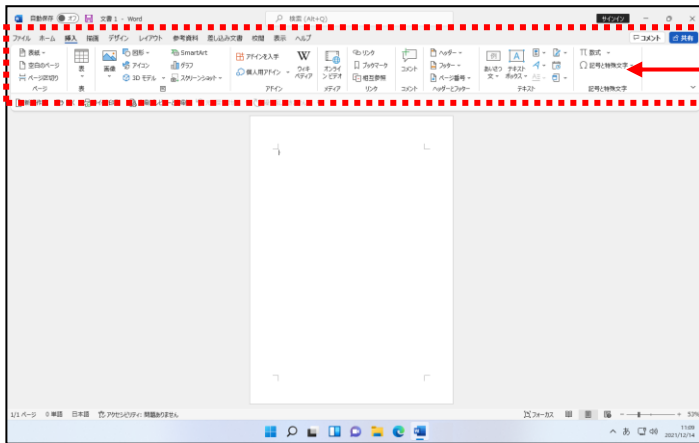 自動保存 オフ 文書 1 - Word 検索 (Alt+Q) サインイン
ファイル ホーム 挿入 描画 デザイン レイアウト 参考資料 差し込み文書 校閲 表示 ヘルプ コメント 共有
表紙
空白のページ
ページ区切り
ページ
表
表
画像
図形
アイコン
3D モデル
SmartArt
グラフ
スクリーンショット
図
アドインを入手
個人用アドイン
アドイン
W
ウィキペディア
オンラインビデオ
メディア
リンク
ブックマーク
相互参照
リンク
コメント
コメント
ヘッダー
フッター
ページ番号
ヘッダーとフッター
あいさつ文
テキストボックス
テキスト
数式
記号と特殊文字
記号と特殊文字
1/1 ページ 0 単語 日本語 アクセシビリティ: 問題ありません フォーカス 53%
あ 11:09
2021/12/14